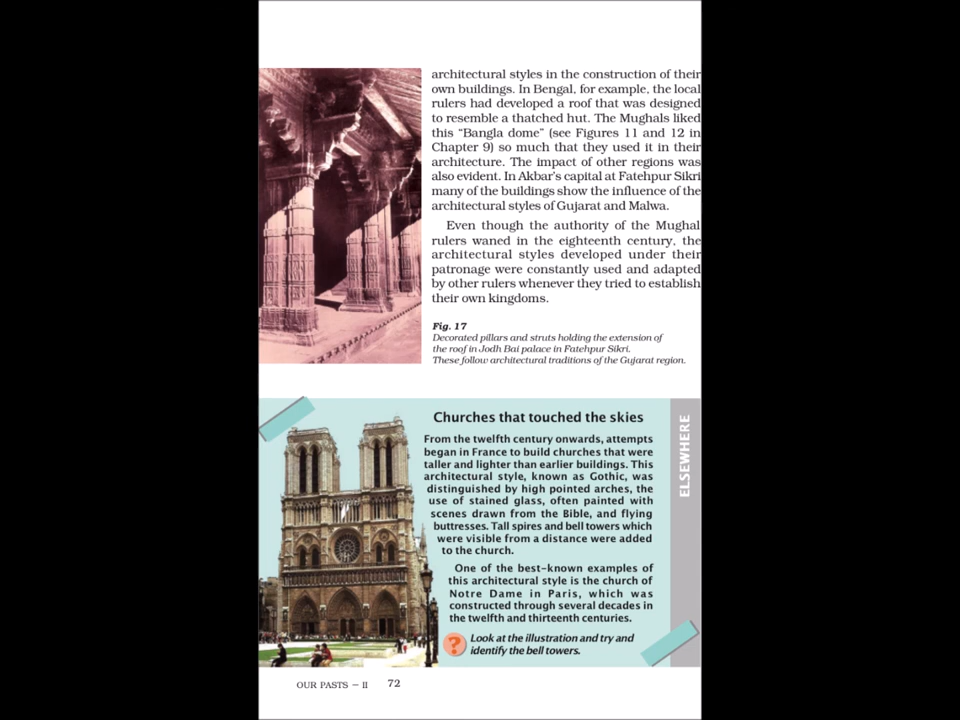 architectural styles in the construction of their
own buildings. In Bengal, for example, the local
rulers had developed a roof that was designed
to resemble a thatched hut. The Mughals liked
this “Bangla dome” (see Figures 11 and 12 in
Chapter 9) so much that they used it in their
architecture. The impact of other regions was
also evident. In Akbar’s capital at Fatehpur Sikri
many of the buildings show the influence of the
architectural styles of Gujarat and Malwa.
Even though the authority of the Mughal
rulers waned in the eighteenth century, the
architectural styles developed under their
patronage were constantly used and adapted
by other rulers whenever they tried to establish
their own kingdoms.
Fig. 17
Decorated pillars and struts holding the extension of
the roof in Jodh Bai palace in Fatehpur Sikri.
These follow architectural traditions of the Gujarat region.
Churches that touched the skies
From the twelfth century onwards, attempts
began in France to build churches that were
taller and lighter than earlier buildings. This
architectural style, known as Gothic, was
distinguished by high pointed arches, the
use of stained glass, often painted with
scenes drawn from the Bible, and flying
buttresses. Tall spires and bell towers which
were visible from a distance were added
to the church.
One of the best-known examples of
this architectural style is the church of
Notre Dame in Paris, which was
constructed through several decades in
the twelfth and thirteenth centuries.
?
Look at the illustration and try and
identify the bell towers.
ELSEWHERE
OUR PASTS – II 72